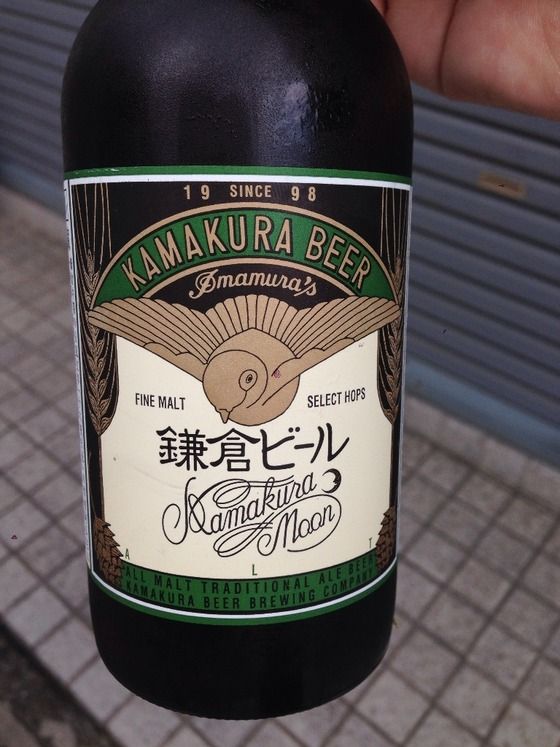 19 SINCE 98
KAMAKURA BEER
Imamura's
FINE MALT SELECT HOPS
鎌倉ビール
Kamakura
Moon
A L T
ALL MALT TRADITIONAL ALE BEER
KAMAKURA BEER BREWING COMPANY